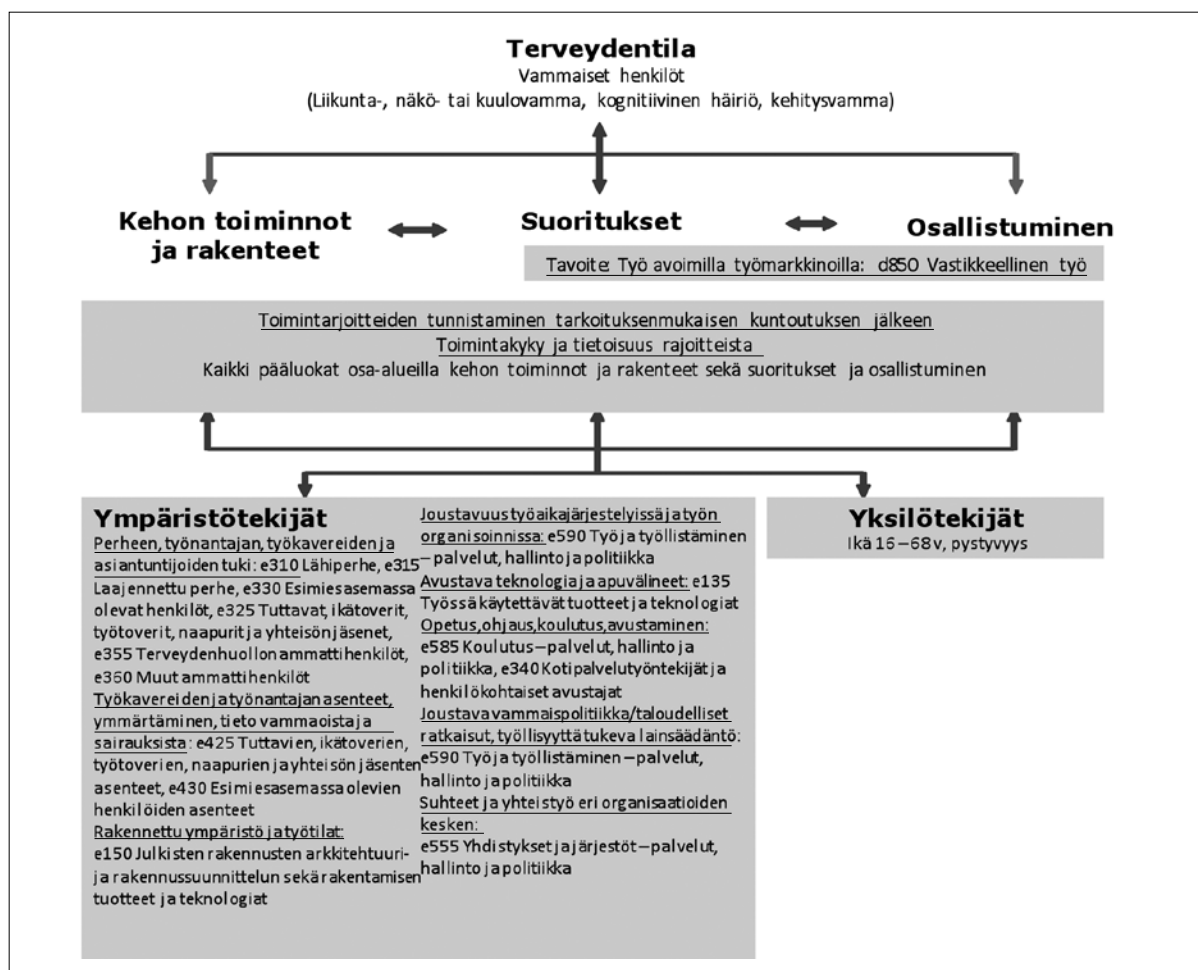 Terveydentila
Vammaiset henkilöt
(Liikunta-, näkö- tai kuulovamma, kognitiivinen häiriö, kehitysvamma)
Kehon toiminnot
ja rakenteet
Suoritukset
Osallistuminen
Tavoite: Työ avoimilla työmarkkinoilla: d850 Vastikkeellinen työ
Toimintarjoitteiden tunnistaminen tarkoituksenmukaisen kuntoutuksen jälkeen
Toimintakyky ja tietoisuus rajoitteista
Kaikki pääluokat osa-alueilla kehon toiminnot ja rakenteet sekä suoritukset ja osallistuminen
Ympäristötekijät
Perheen, työnantajan, työkavereiden ja
asiantuntijoiden tuki: e310 Lähiperhe, e315
Laajennettu perhe, e330 Esimiesasemassa
olevat henkilöt, e325 Tuttavat, ikätoverit,
työtoverit, naapurit ja yhteisön jäsenet,
e355 Terveydenhuollon ammattihenkilöt,
e360 Muut ammattihenkilöt
Työkavereiden ja työnantajan asenteet,
ymmärtäminen, tieto vammaoista ja
sairauksista: e425 Tuttavien, ikätoverien,
työtoverien, naapurien ja yhteisön jäsenten
asenteet, e430 Esimiesasemassa olevien
henkilöiden asenteet
Rakennettu ympäristö ja työtilat:
e150 Julkisten rakennusten arkkitehtuuri-
ja rakennussuunnittelun sekä rakentamisen
tuotteet ja teknologiat
Joustavuus työaikajärjestelyissä ja työn
organisoinnissa: e590 Työ ja työllistäminen
– palvelut, hallinto ja politiikka
Avustava teknologia ja apuvälineet: e135
Työssä käytettävät tuotteet ja teknologiat
Opetus, ohjaus, koulutus, avustaminen:
e585 Koulutus – palvelut, hallinto ja
politiikka, e340 Kotipalvelutyöntekijät ja
henkilökohtaiset avustajat
Joustava vammaispolitiikka/taloudelliset
ratkaisut, työllisyyttä tukeva lainsäädäntö:
e590 Työ ja työllistäminen – palvelut,
hallinto ja politiikka
Suhteet ja yhteistyö eri organisaatioiden
kesken:
e555 Yhdistykset ja järjestöt – palvelut,
hallinto ja politiikka
Yksilötekijät
Ikä 16 – 68 v, pystyvyys